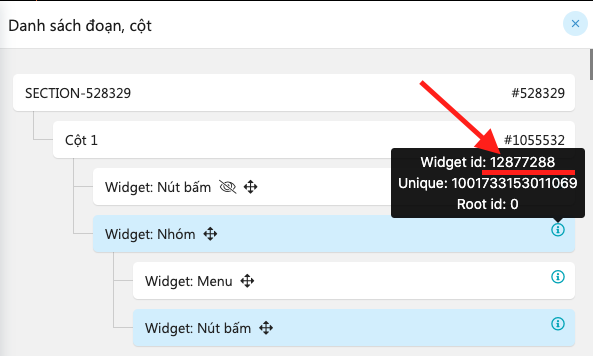 Danh sách đoạn, cột
SECTION-528329 #528329
Cột 1 #1055532
Widget id: 12877288
Unique: 1001733153011069
Root id: 0
Widget: Nút bấm
Widget: Nhóm
Widget: Menu
Widget: Nút bấm